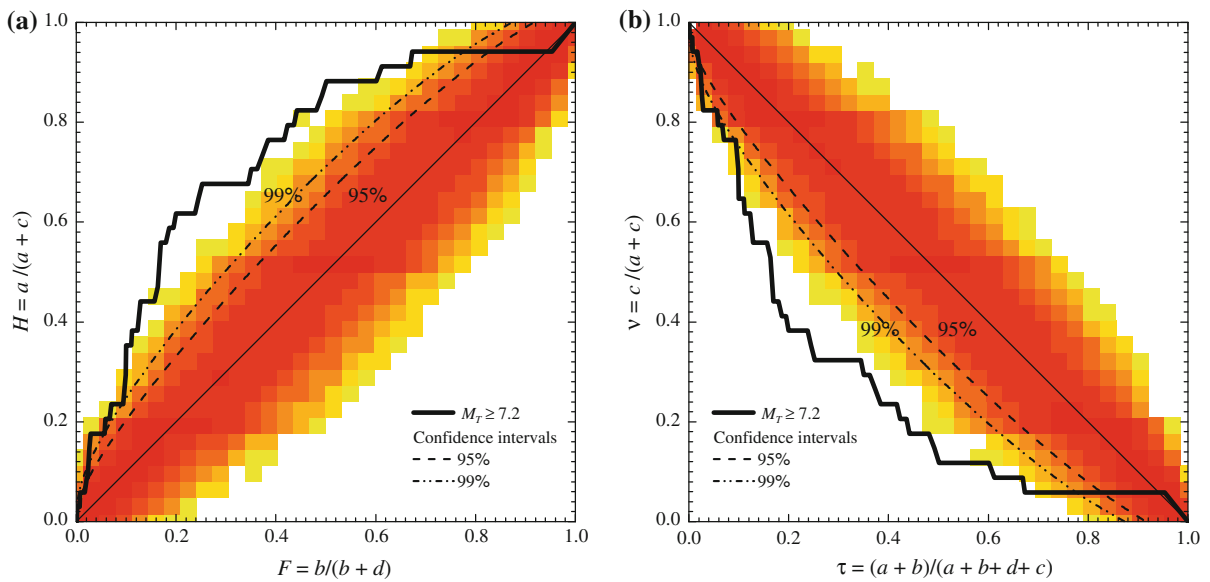 (a)
1.0
0.8
0.6
0.4
0.2
0.0
H = a /(a + c)
99%
95%
M_T ≥ 7.2
Confidence intervals
95%
99%
0.0 0.2 0.4 0.6 0.8 1.0
F = b/(b + d)
(b)
1.0
0.8
0.6
0.4
0.2
0.0
ν = c /(a + c)
99%
95%
M_T ≥ 7.2
Confidence intervals
95%
99%
0.0 0.2 0.4 0.6 0.8 1.0
τ = (a + b)/(a + b+ d+ c)